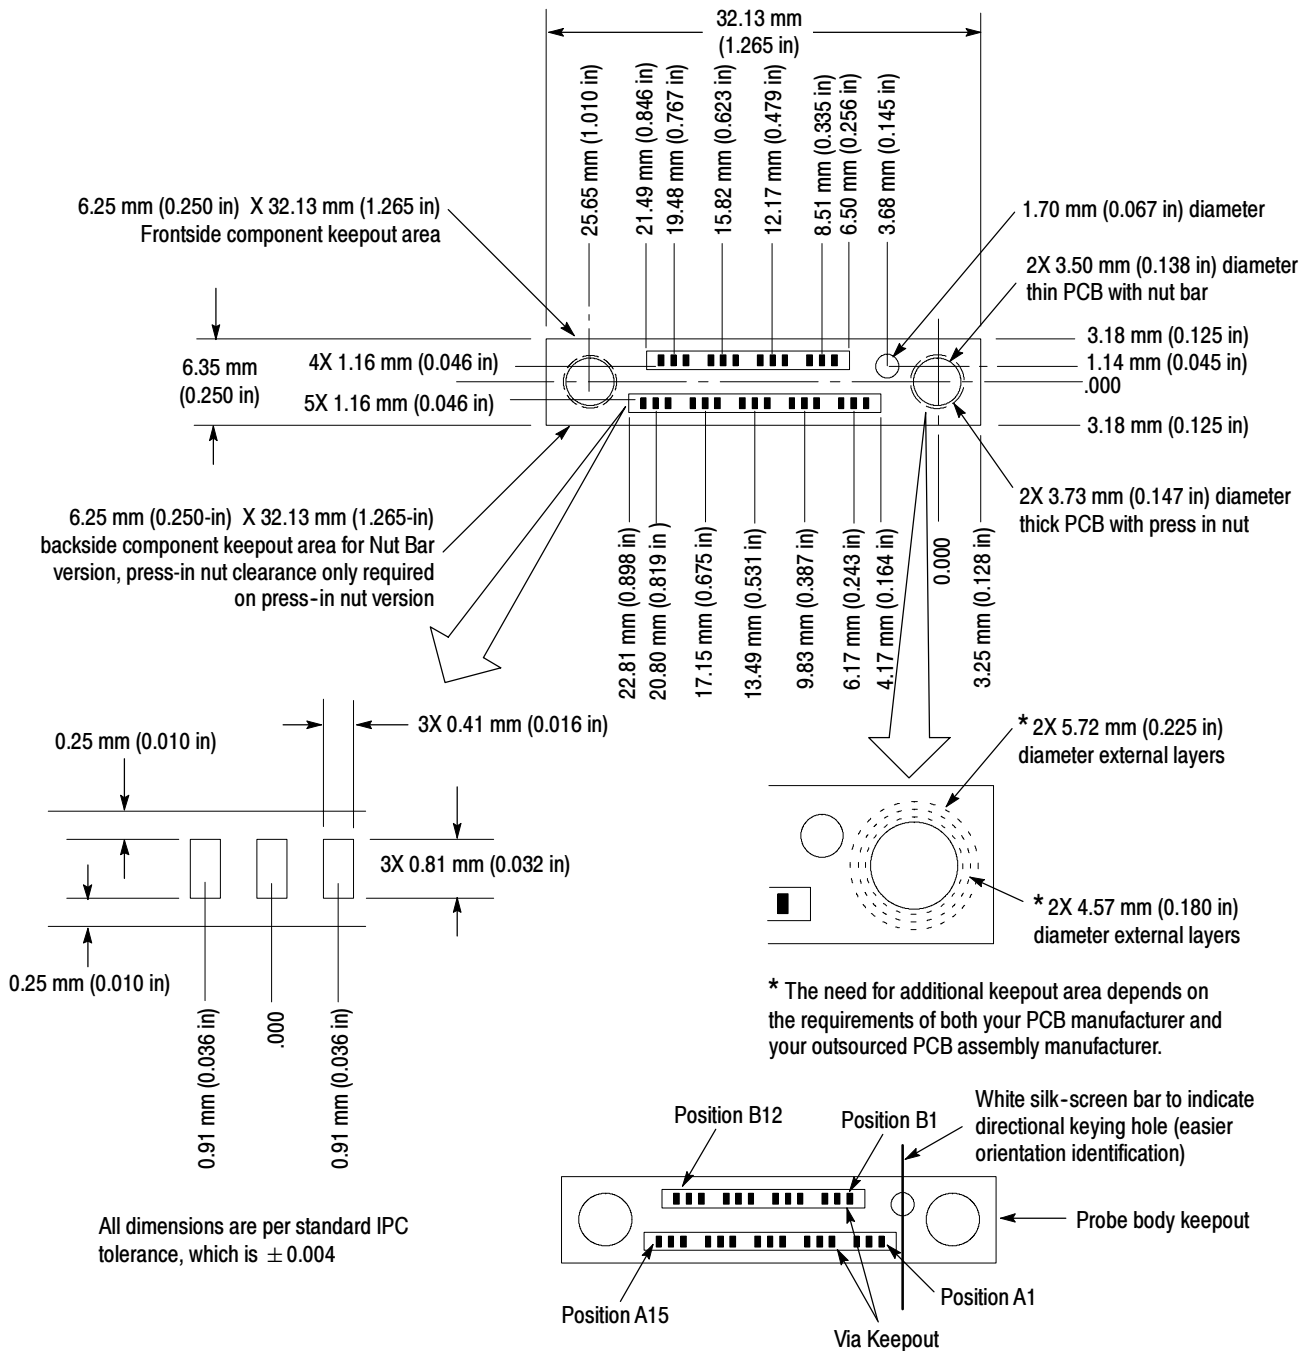 32.13 mm
(1.265 in)
25.65 mm (1.010 in)
21.49 mm (0.846 in)
19.48 mm (0.767 in)
15.82 mm (0.623 in)
12.17 mm (0.479 in)
8.51 mm (0.335 in)
6.50 mm (0.256 in)
3.68 mm (0.145 in)
6.25 mm (0.250 in) X 32.13 mm (1.265 in)
Frontside component keepout area
1.70 mm (0.067 in) diameter
2X 3.50 mm (0.138 in) diameter
thin PCB with nut bar
6.35 mm
(0.250 in)
4X 1.16 mm (0.046 in)
5X 1.16 mm (0.046 in)
3.18 mm (0.125 in)
1.14 mm (0.045 in)
.000
3.18 mm (0.125 in)
2X 3.73 mm (0.147 in) diameter
thick PCB with press in nut
6.25 mm (0.250-in) X 32.13 mm (1.265-in)
backside component keepout area for Nut Bar
version, press-in nut clearance only required
on press-in nut version
22.81 mm (0.898 in)
20.80 mm (0.819 in)
17.15 mm (0.675 in)
13.49 mm (0.531 in)
9.83 mm (0.387 in)
6.17 mm (0.243 in)
4.17 mm (0.164 in)
0.000
3.25 mm (0.128 in)
0.25 mm (0.010 in)
3X 0.41 mm (0.016 in)
3X 0.81 mm (0.032 in)
0.25 mm (0.010 in)
0.91 mm (0.036 in)
.000
0.91 mm (0.036 in)
* 2X 5.72 mm (0.225 in)
diameter external layers
* 2X 4.57 mm (0.180 in)
diameter external layers
* The need for additional keepout area depends on
the requirements of both your PCB manufacturer and
your outsourced PCB assembly manufacturer.
All dimensions are per standard IPC
tolerance, which is ± 0.004
Position B12
Position B1
White silk-screen bar to indicate
directional keying hole (easier
orientation identification)
Probe body keepout
Position A15
Position A1
Via Keepout